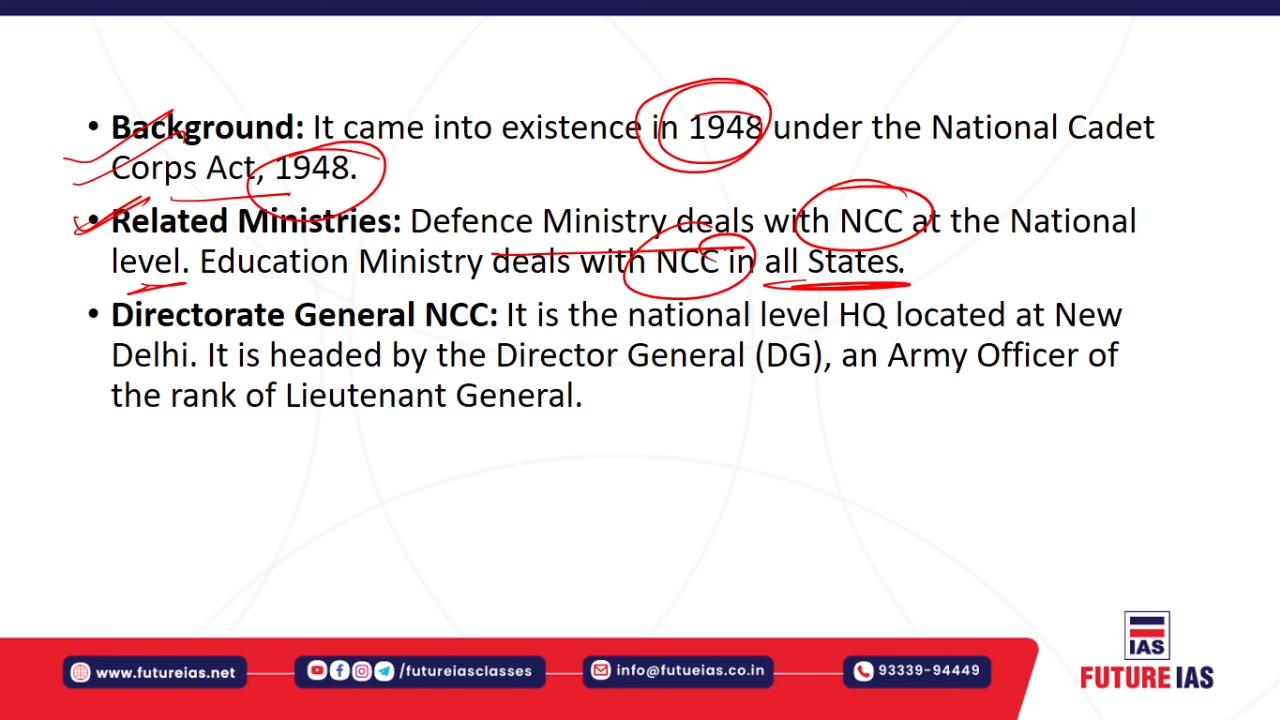 • Background: It came into existence in 1948 under the National Cadet
Corps Act, 1948.
• Related Ministries: Defence Ministry deals with NCC at the National
level. Education Ministry deals with NCC in all States.
• Directorate General NCC: It is the national level HQ located at New
Delhi. It is headed by the Director General (DG), an Army Officer of
the rank of Lieutenant General.
www.futureias.net
/futureiasclasses
info@futueias.co.in
93339-94449
IAS
FUTURE IAS